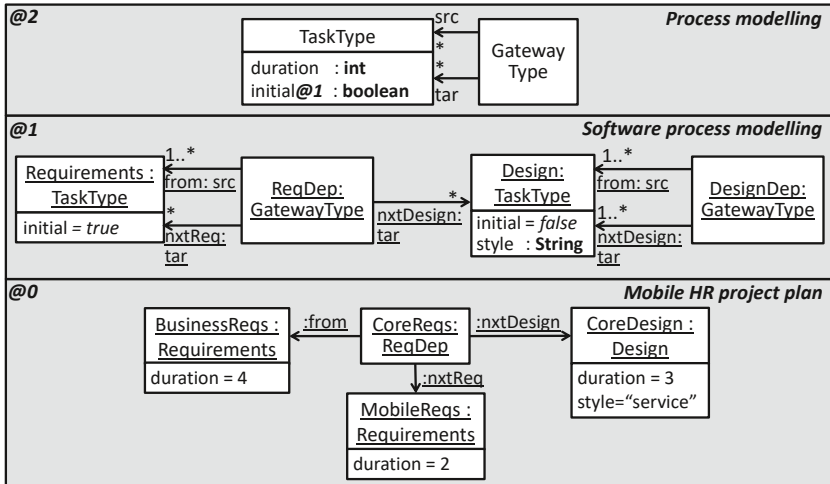 @2
Process modelling
TaskType
duration : int
initial@1 : boolean
src
*
*
tar
Gateway
Type
@1
Software process modelling
Requirements :
TaskType
initial = true
1..*
from: src
*
nxtReq:
tar
ReqDep:
GatewayType
*
nxtDesign:
tar
Design:
TaskType
initial = false
style : String
1..*
from: src
1..*
nxtDesign:
tar
DesignDep:
GatewayType
@0
Mobile HR project plan
BusinessReqs :
Requirements
duration = 4
:from
CoreReqs:
ReqDep
:nxtDesign
CoreDesign :
Design
duration = 3
style=“service”
:nxtReq
MobileReqs :
Requirements
duration = 2